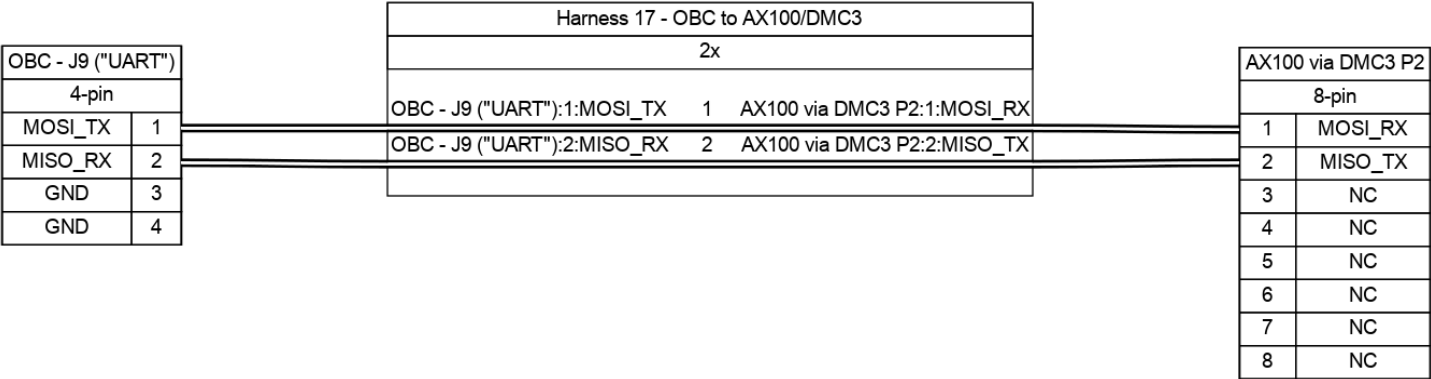 Harness 17 - OBC to AX100/DMC3
2x
OBC - J9 ("UART"):1:MOSI_TX 1 AX100 via DMC3 P2:1:MOSI_RX
OBC - J9 ("UART"):2:MISO_RX 2 AX100 via DMC3 P2:2:MISO_TX
OBC - J9 ("UART")
4-pin
MOSI_TX 1
MISO_RX 2
GND 3
GND 4
AX100 via DMC3 P2
8-pin
1 MOSI_RX
2 MISO_TX
3 NC
4 NC
5 NC
6 NC
7 NC
8 NC